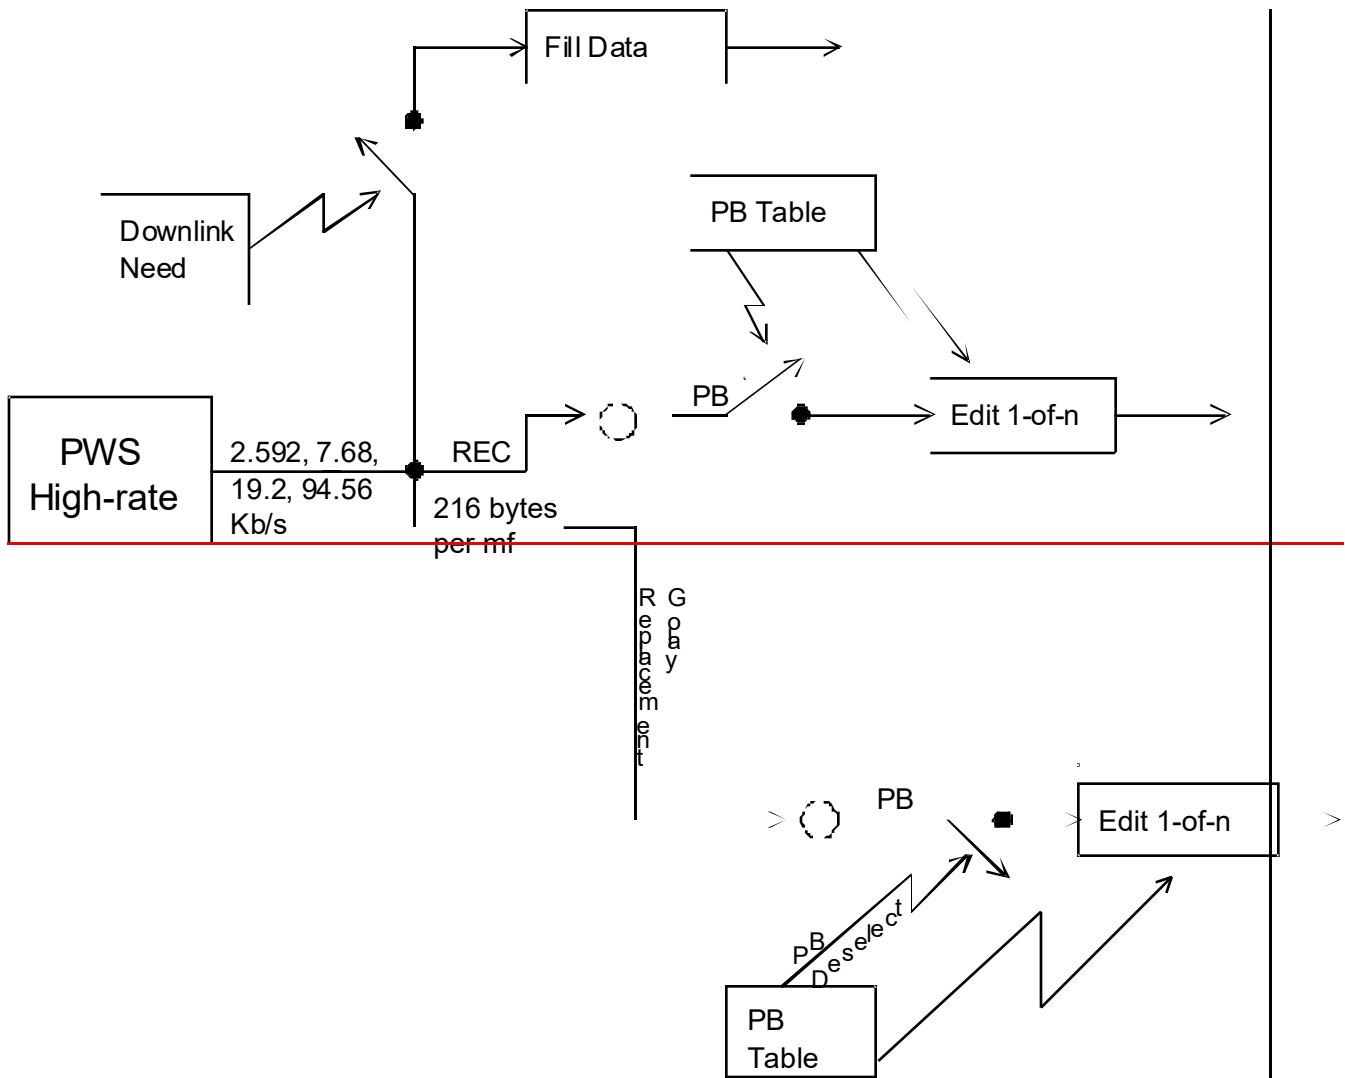 Fill Data
Downlink
Need
PB Table
PB
Edit 1-of-n
PWS
High-rate
2.592, 7.68,
19.2, 94.56
Kb/s
REC
216 bytes
per mf
Golay
Replacement
PB
Edit 1-of-n
PB
Deselect
PB
Table